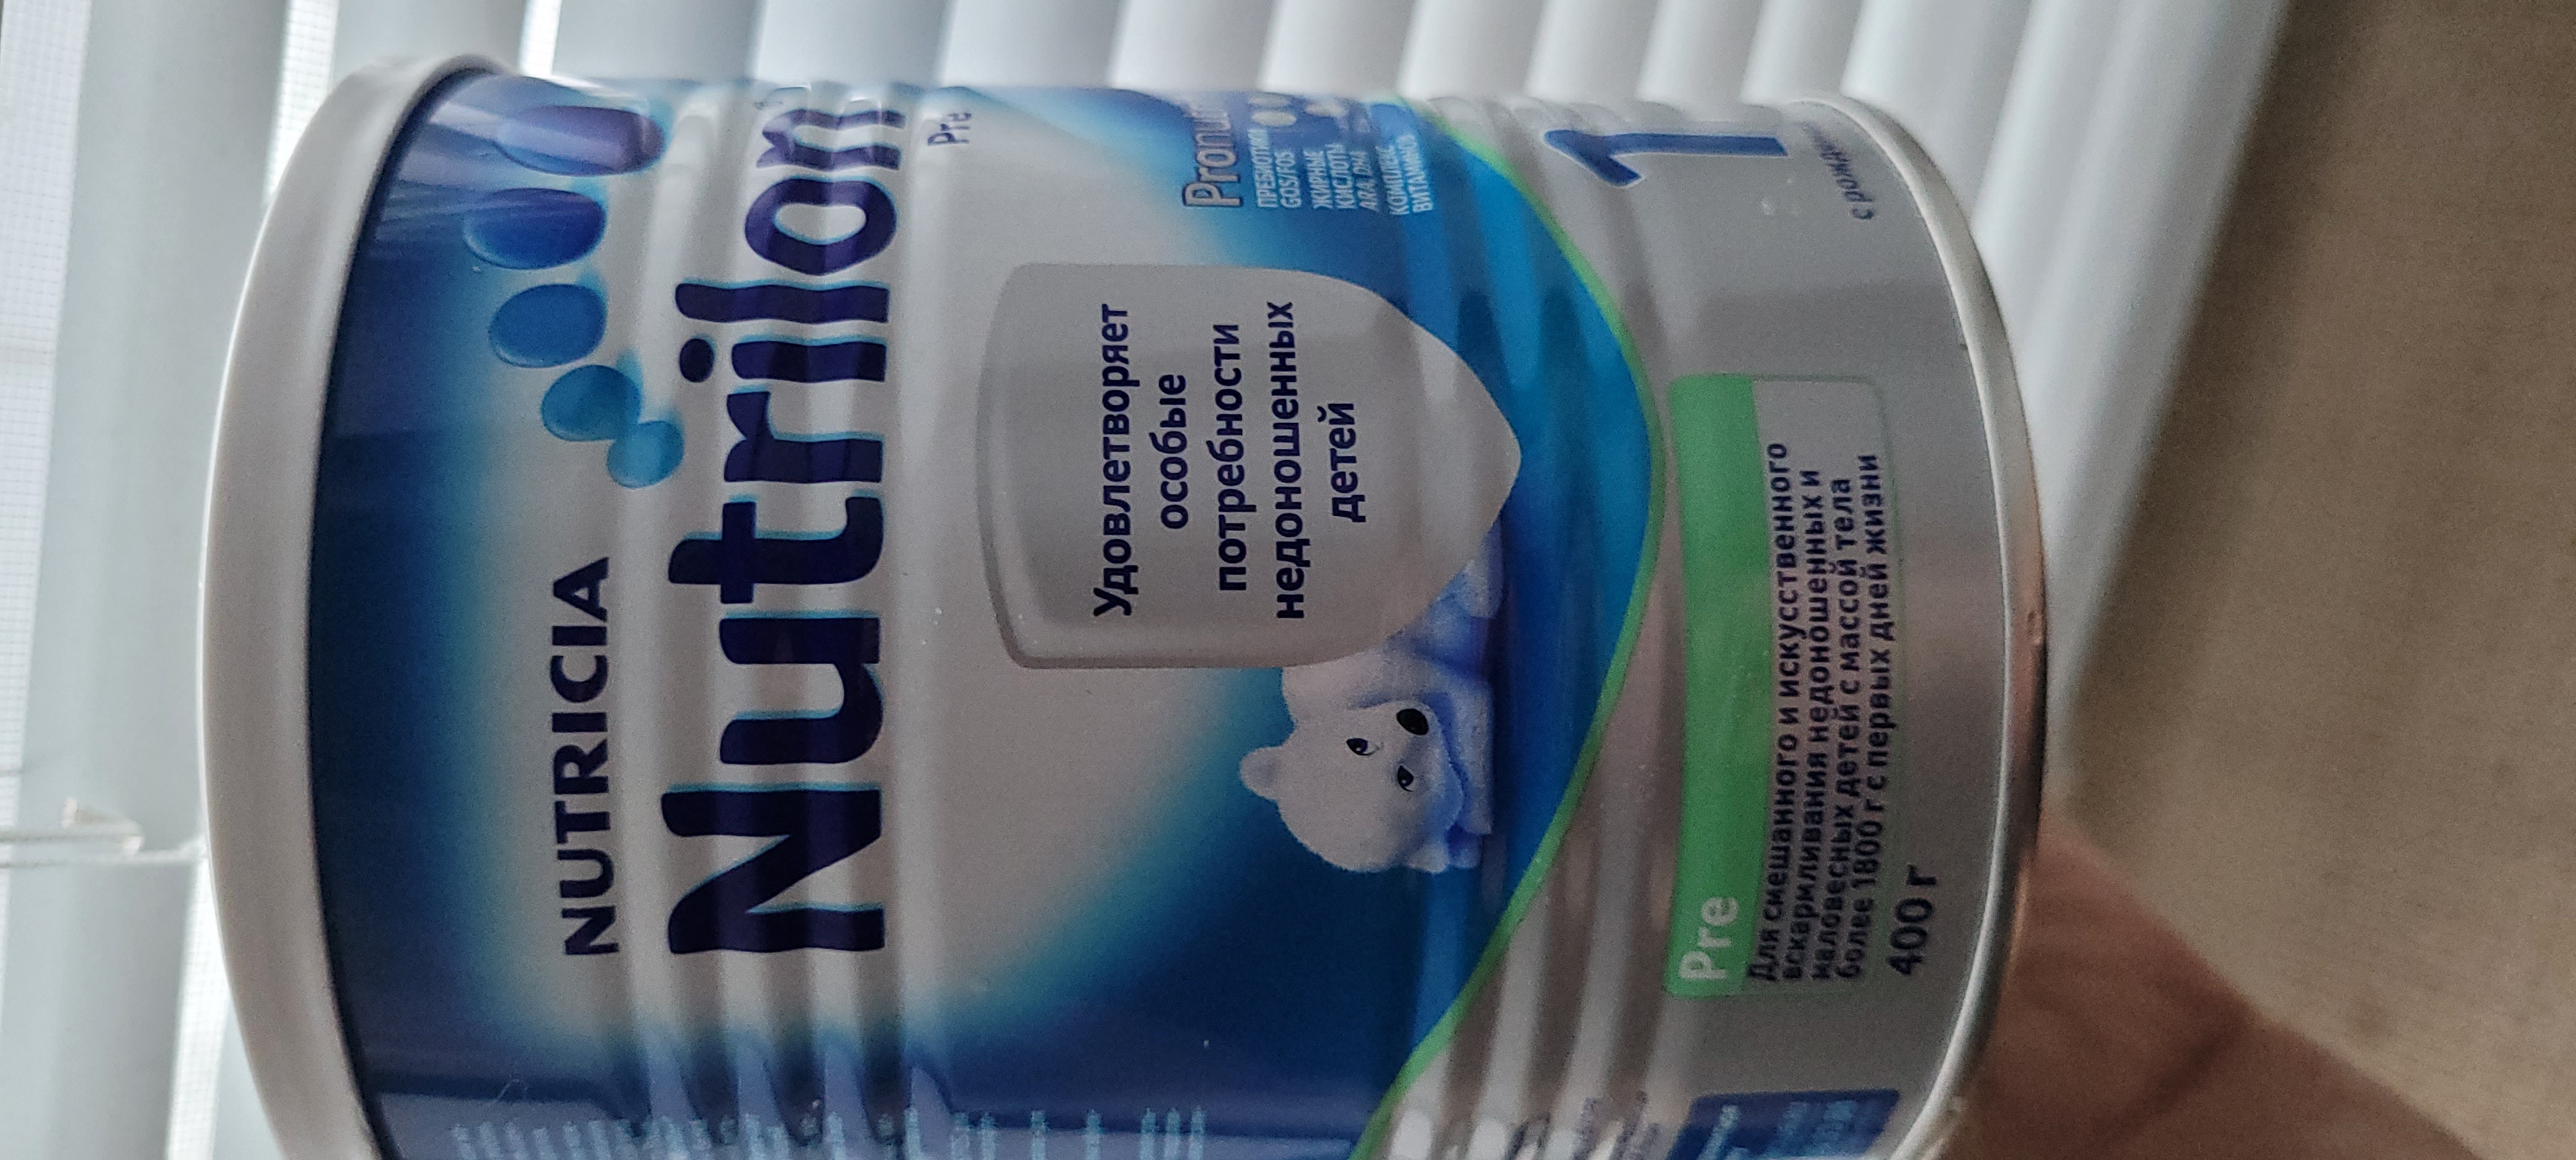 NUTRICIA
Nutrilon
Pre
Удовлетворяет
особые
потребности
недоношенных
детей
ПРЕБИОТИКИ
GOS/FOS
ЖИРНЫЕ
КИСЛОТЫ
ARA/DHA
КОМПЛЕКС
ВИТАМИНОВ
1
Pre
Для смешанного и искусственного
вскармливания недоношенных и
маловесных детей с массой тела
более 1800 г с первых дней жизни
400 г